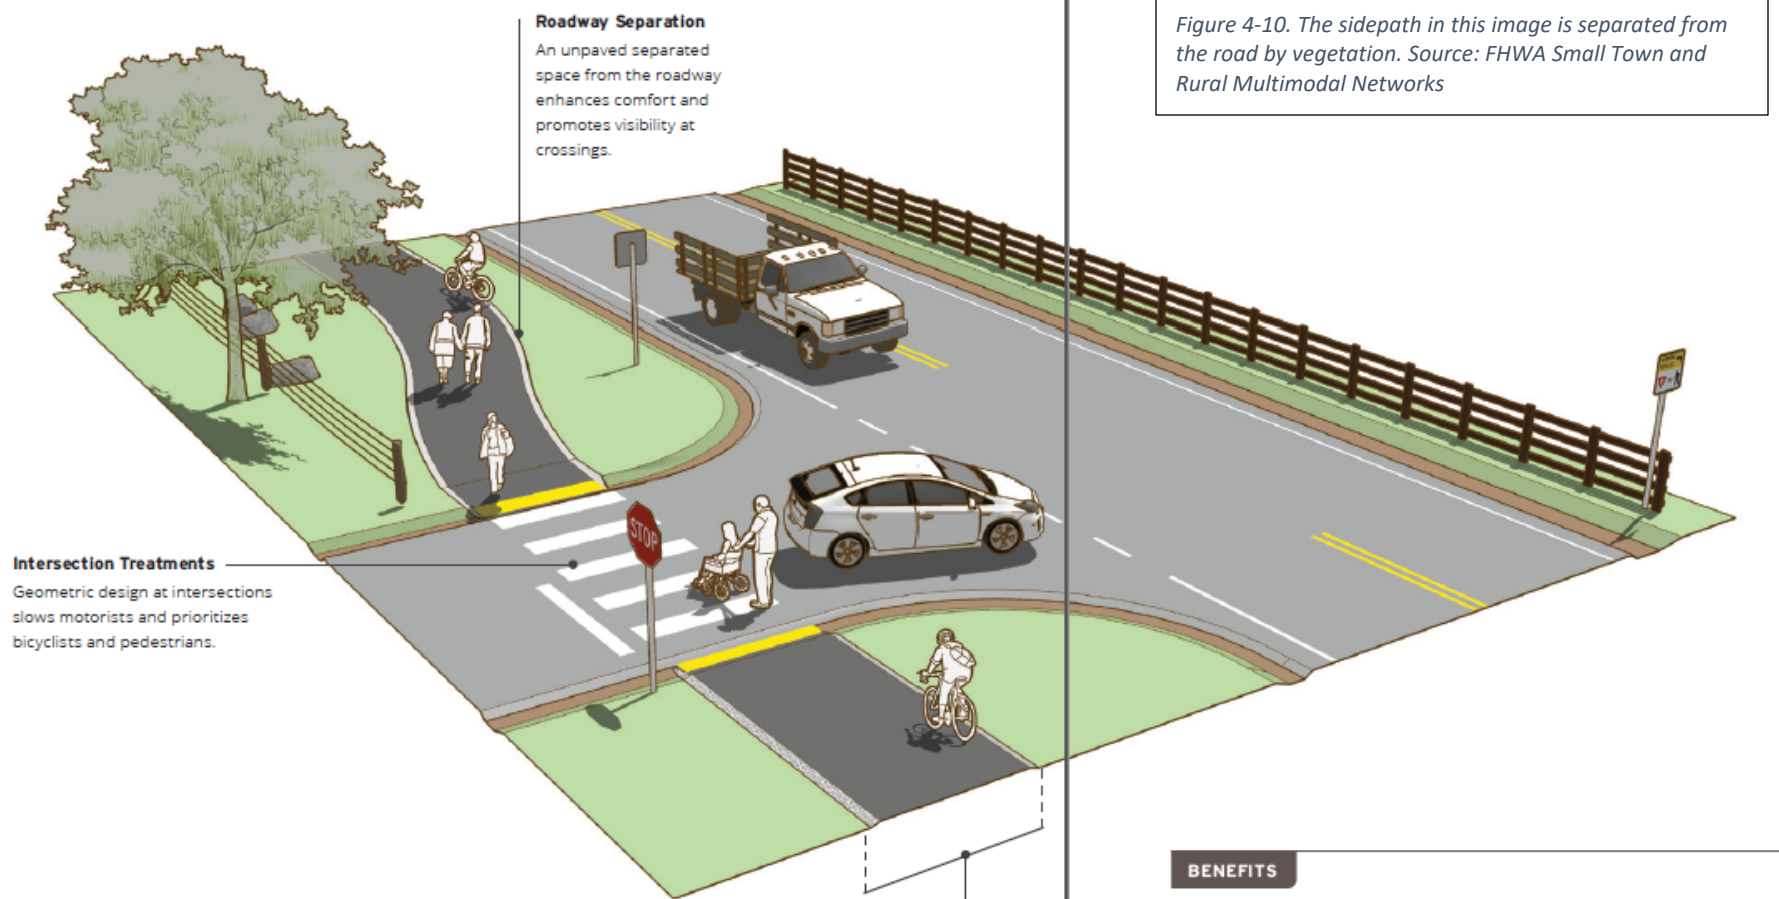 Roadway Separation
An unpaved separated
space from the roadway
enhances comfort and
promotes visibility at
crossings.
Figure 4-10. The sidepath in this image is separated from
the road by vegetation. Source: FHWA Small Town and
Rural Multimodal Networks
STOP
Intersection Treatments
Geometric design at intersections
slows motorists and prioritizes
bicyclists and pedestrians.
BENEFITS